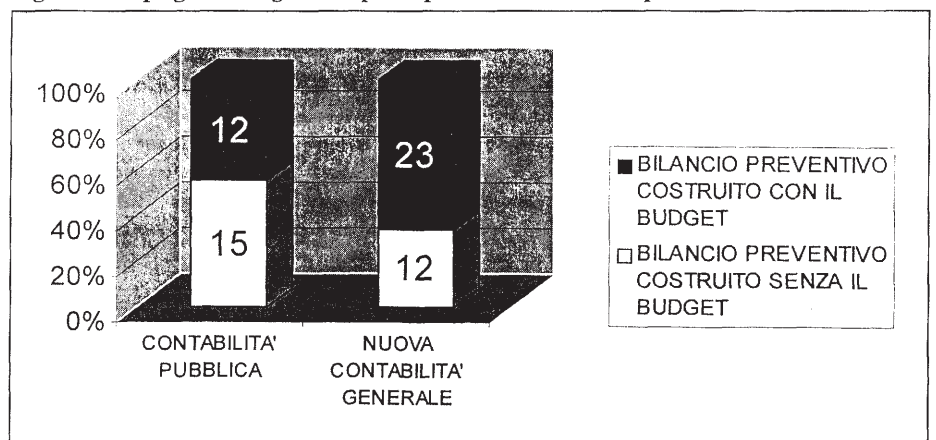 100%
80%
60%
40%
20%
0%
12
15
23
12
CONTABILITA'
PUBBLICA
NUOVA
CONTABILITA'
GENERALE
BILANCIO PREVENTIVO
COSTRUITO CON IL
BUDGET
BILANCIO PREVENTIVO
COSTRUITO SENZA IL
BUDGET